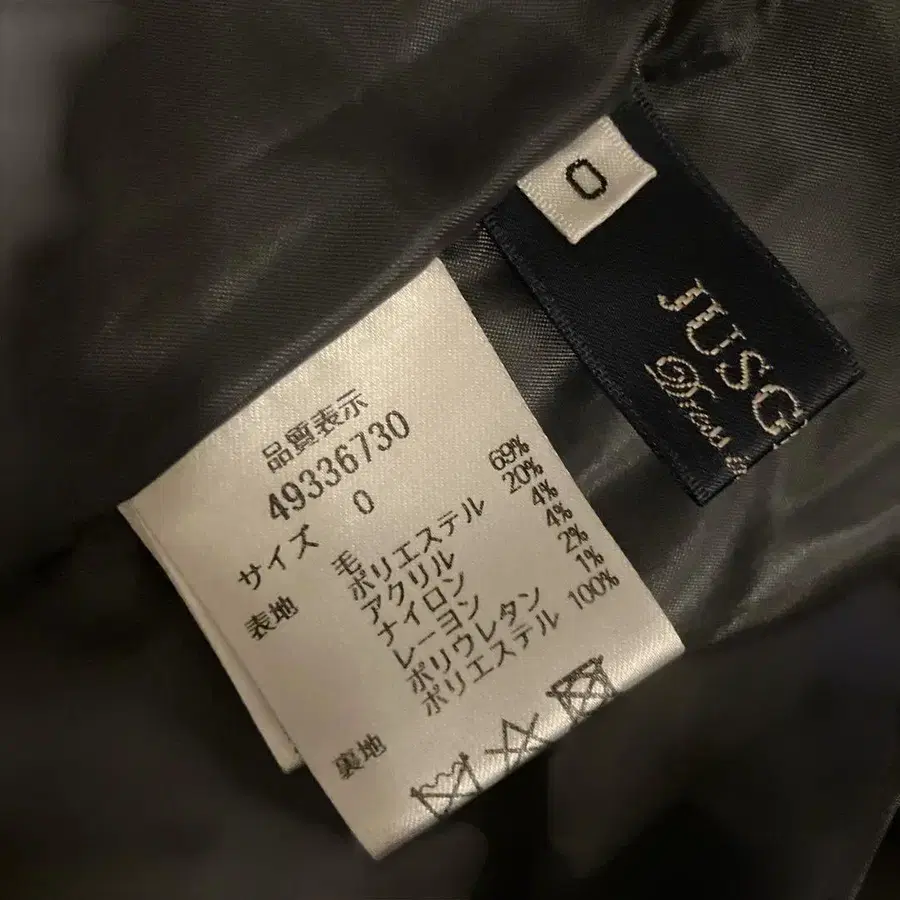 0
JUSG
Dress
品質表示
49336730
サイズ 0
表地 毛 69%
ポリエステル 20%
アクリル 4%
ナイロン 4%
レーヨン 2%
ポリウレタン 1%
裏地 ポリエステル 100%